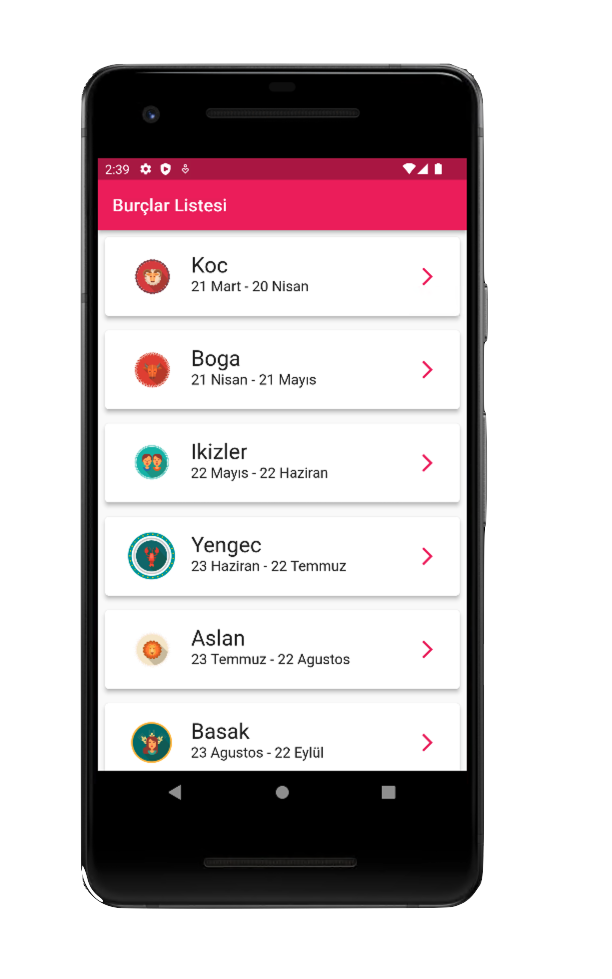 2:39
Burçlar Listesi
Koc
21 Mart - 20 Nisan
Boga
21 Nisan - 21 Mayıs
Ikizler
22 Mayıs - 22 Haziran
Yengec
23 Haziran - 22 Temmuz
Aslan
23 Temmuz - 22 Agustos
Basak
23 Agustos - 22 Eylül